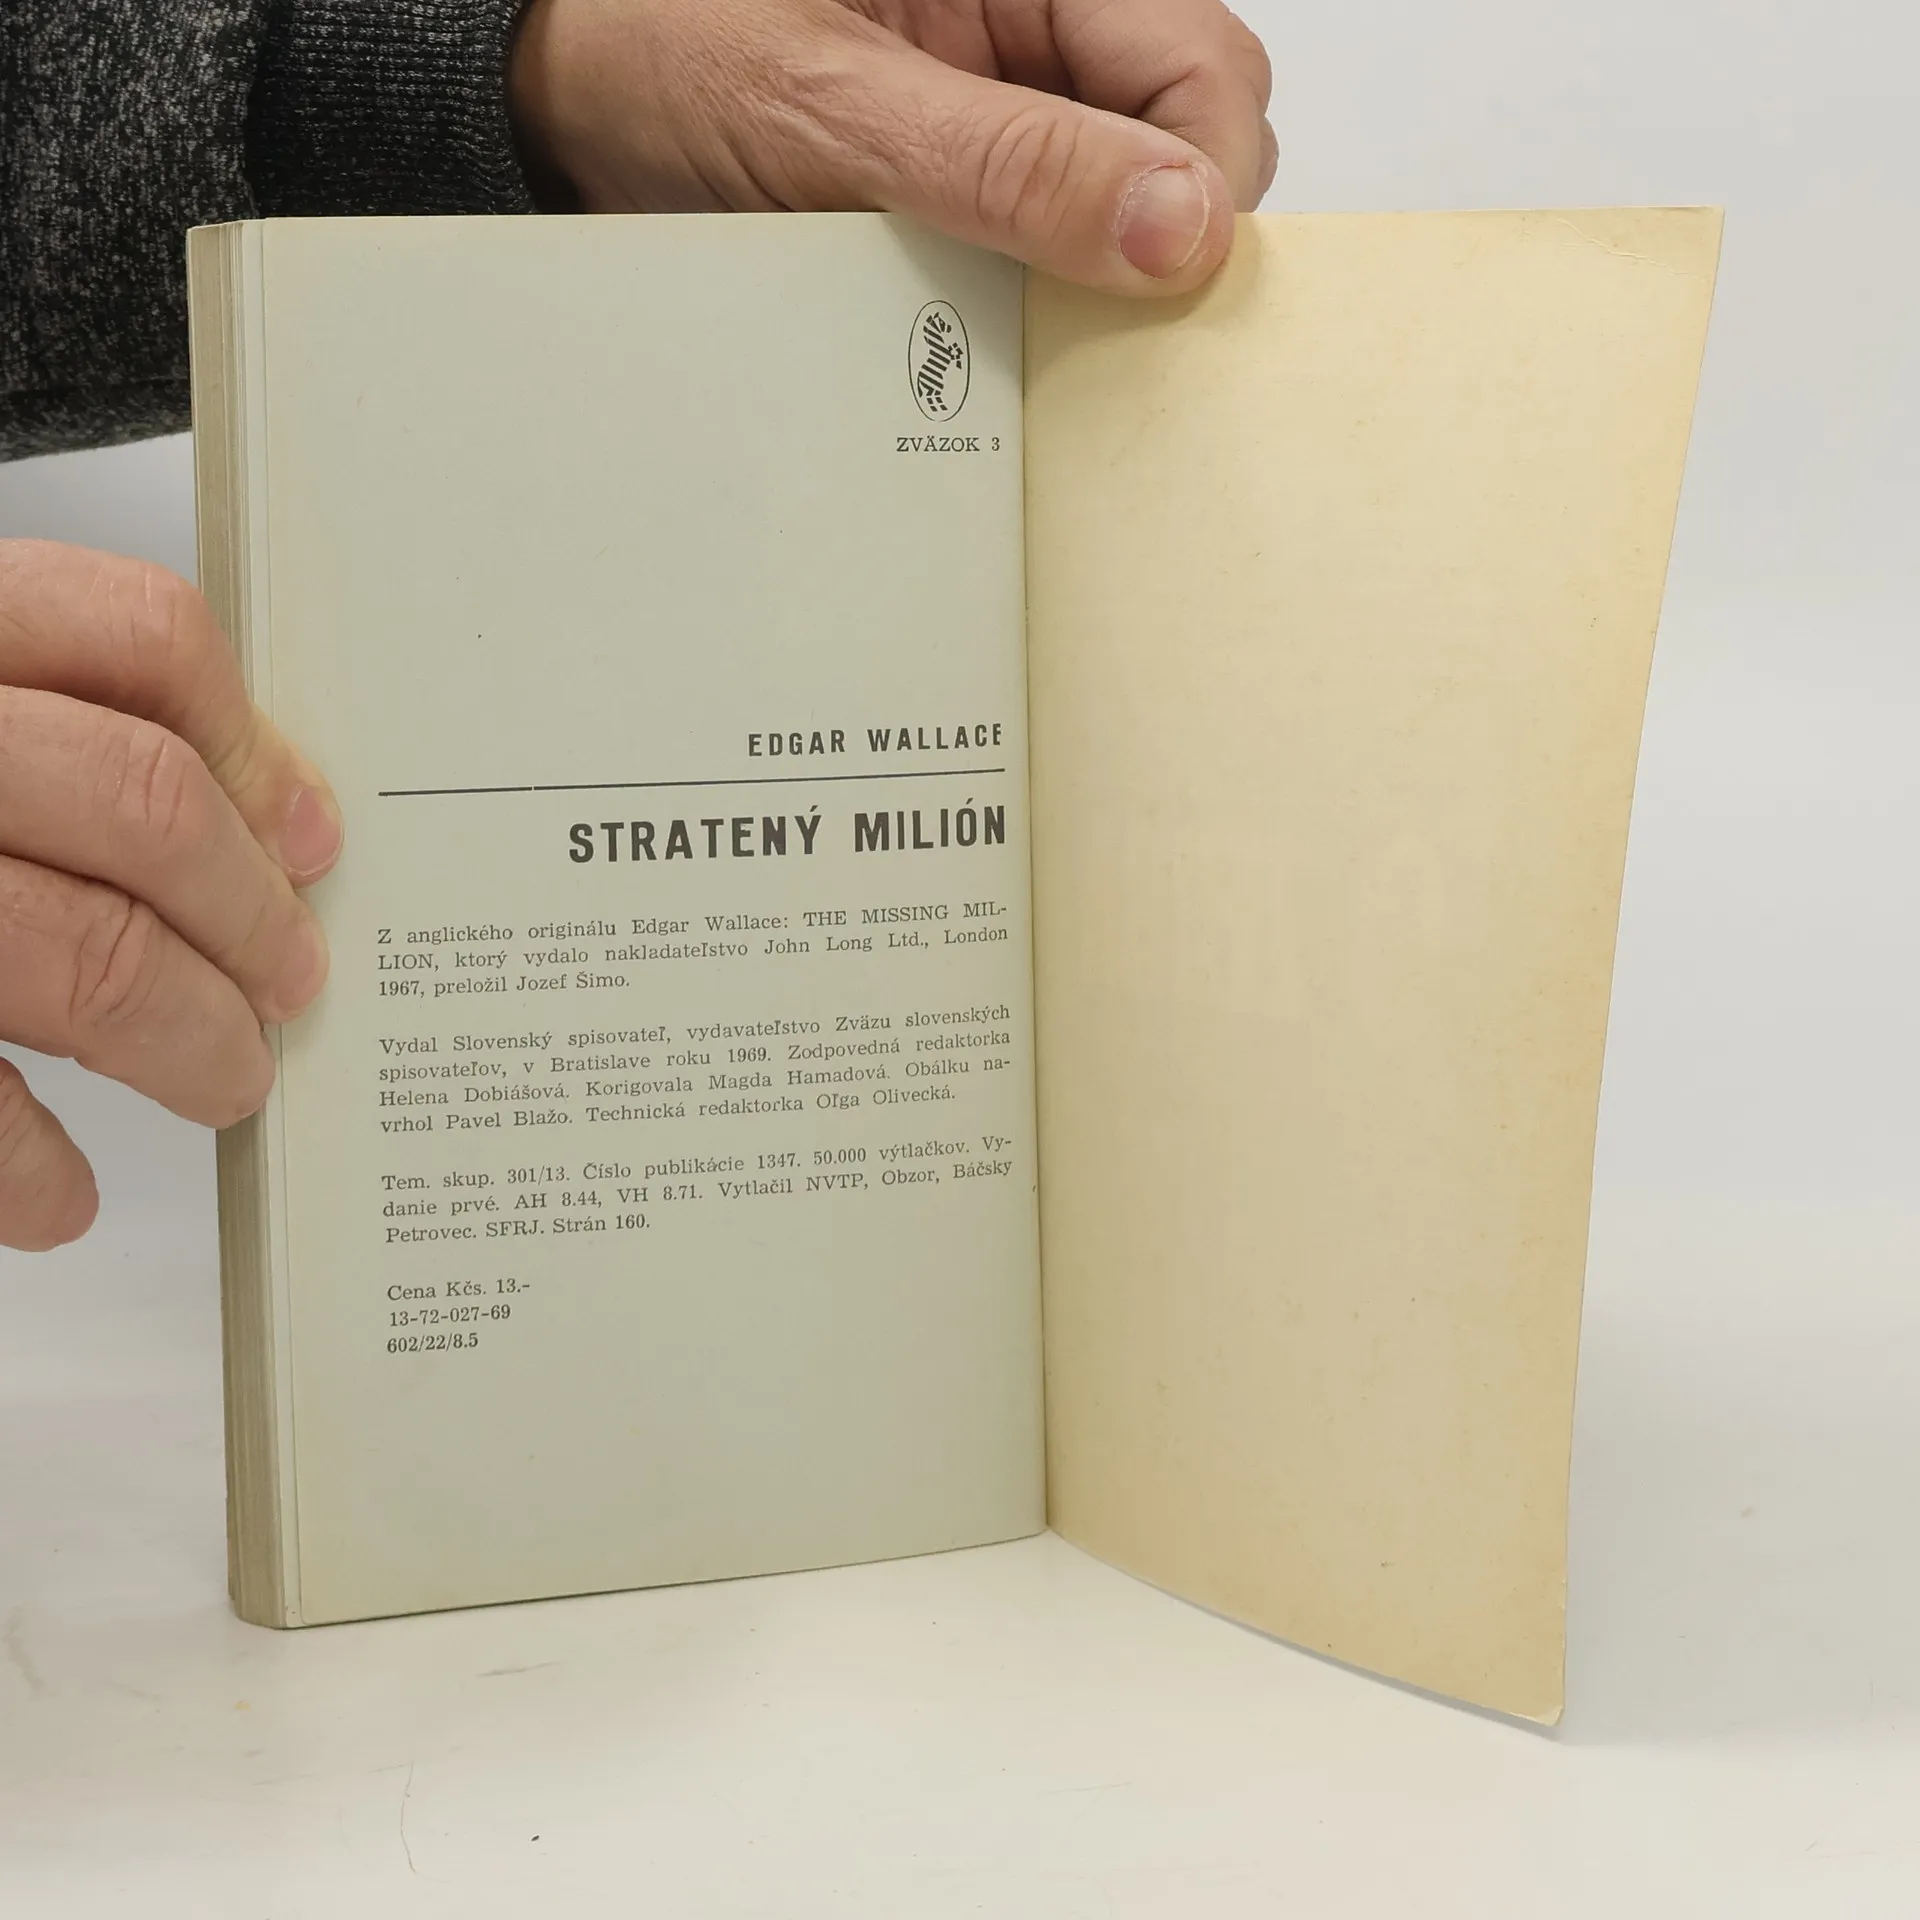 ZVÄZOK 3
EDGAR WALLACE
STRATENÝ MILIÓN
Z anglického originálu Edgar Wallace: THE MISSING MIL-
LION, ktorý vydalo nakladateľstvo John Long Ltd., London
1967, preložil Jozef Šimo.
Vydal Slovenský spisovateľ, vydavateľstvo Zväzu slovenských
spisovateľov, v Bratislave roku 1969. Zodpovedná redaktorka
Helena Dobiášová. Korigovala Magda Hamadová. Obálku na-
vrhol Pavel Blažo. Technická redaktorka Oľga Olivecká.
Tem. skup. 301/13. Číslo publikácie 1347. 50.000 výtlačkov. Vy-
danie prvé. AH 8.44, VH 8.71. Vytlačil NVTP, Obzor, Báčsky
Petrovec. SFRJ. Strán 160.
Cena Kčs. 13.-
13-72-027-69
602/22/8.5